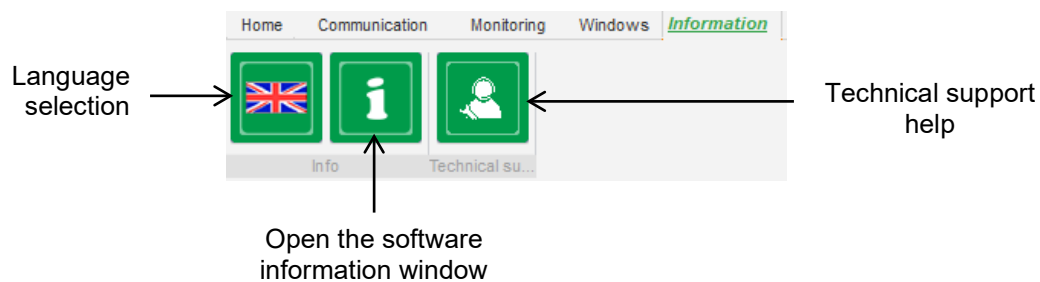 Home Communication Monitoring Windows Information
Language
selection
i
Technical support
help
Info Technical su...
Open the software
information window